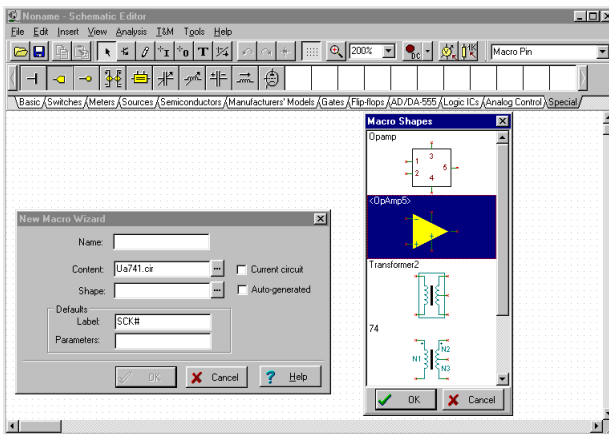 Noname - Schematic Editor
File Edit Insert View Analysis T&M Tools Help
T 200% Macro Pin
Basic Switches Meters Sources Semiconductors Manufacturers' Models Gates Flip-flops AD/DA-555 Logic ICs Analog Control Special
Macro Shapes
Opamp
3
1
2
5
4
<OpAmp5>
Transformer2
74
N1
N2
N3
OK Cancel
New Macro Wizard
Name:
Content: Ua741.cir ... Current circuit
Shape: ... Auto-generated
Defaults
Label: SCK#
Parameters:
OK Cancel Help